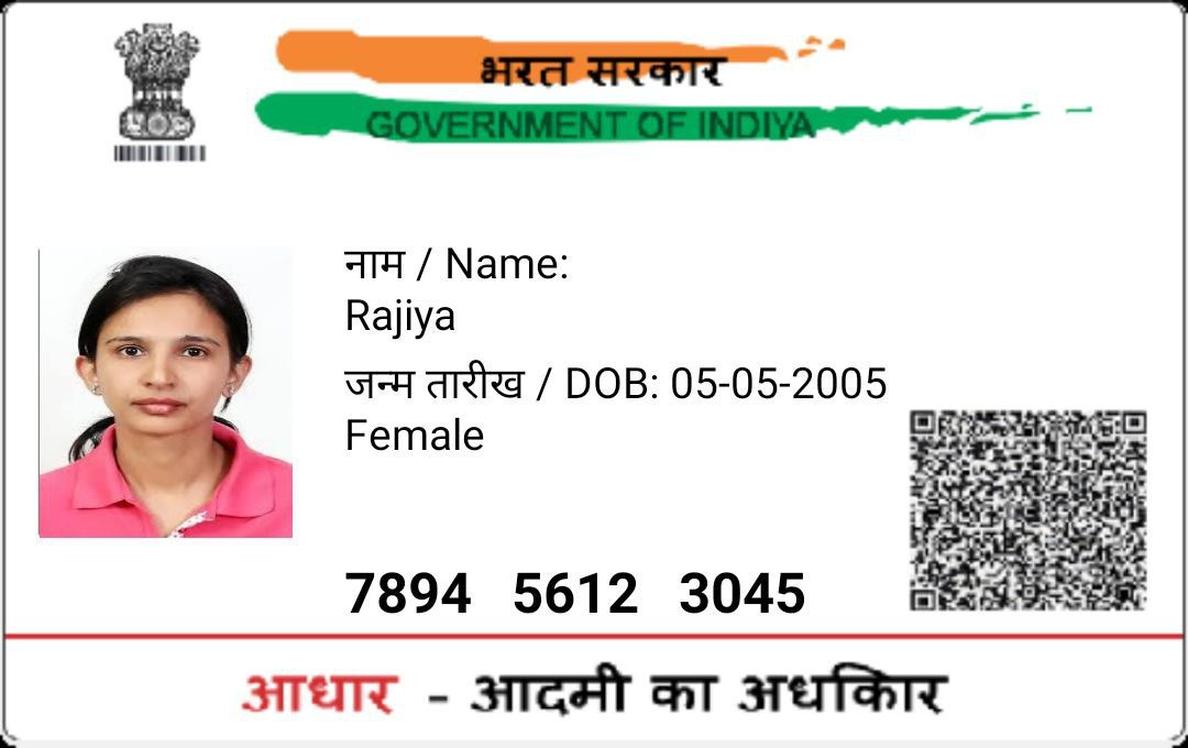 भरत सरकार
GOVERNMENT OF INDIYA
नाम / Name:
Rajiya
जन्म तारीख / DOB: 05-05-2005
Female
7894 5612 3045
आधार - आदमी का अधकिार